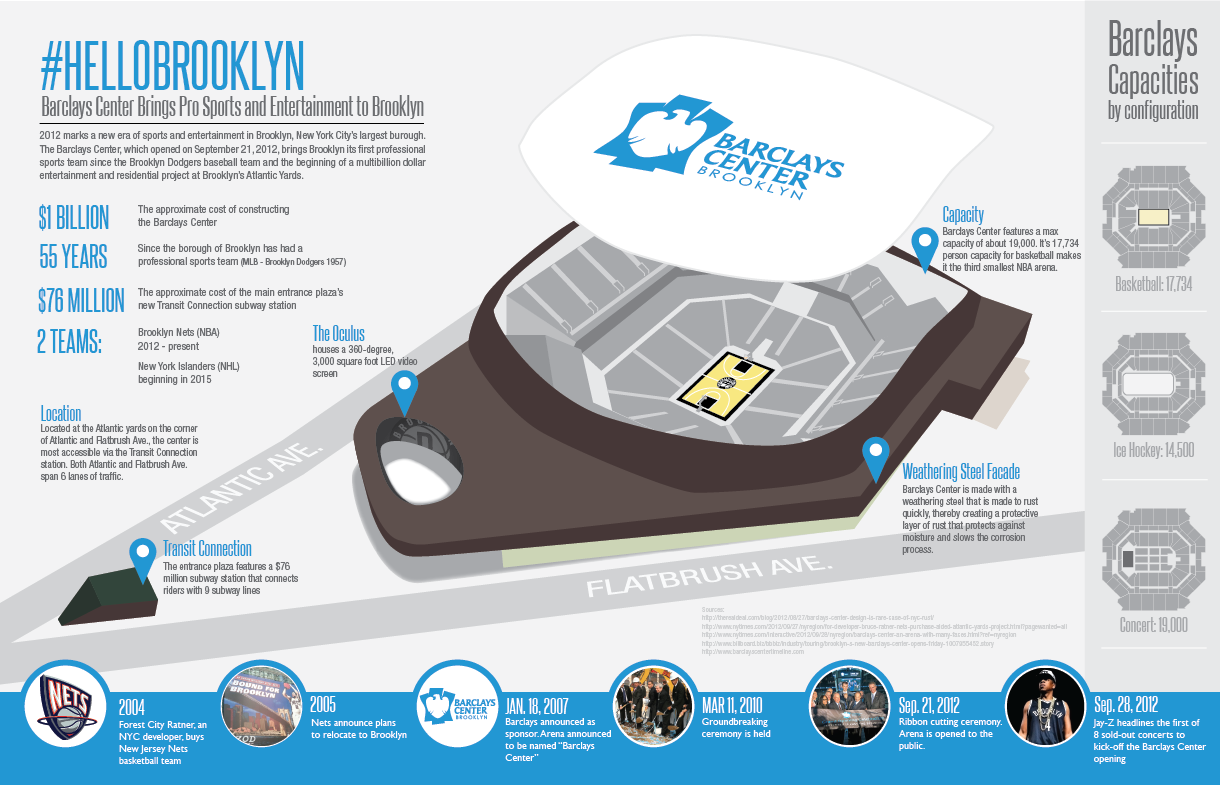 #HELLOBROOKLYN
Barclays Center Brings Pro Sports and Entertainment to Brooklyn
2012 marks a new era of sports and entertainment in Brooklyn, New York City's largest borough.
The Barclays Center, which opened on September 21, 2012, brings Brooklyn its first professional
sports team since the Brooklyn Dodgers baseball team and the beginning of a multibillion dollar
entertainment and residential project at Brooklyn's Atlantic Yards.
$1 BILLION
The approximate cost of constructing
the Barclays Center
55 YEARS
Since the borough of Brooklyn has had a
professional sports team (MLB - Brooklyn Dodgers 1957)
$76 MILLION
The approximate cost of the main entrance plaza's
new Transit Connection subway station
2 TEAMS:
Brooklyn Nets (NBA)
2012 - present
New York Islanders (NHL)
beginning in 2015
Location
Located at the Atlantic yards on the corner
of Atlantic and Flatbrush Ave., the center is
most accessible via the Transit Connection
station. Both Atlantic and Flatbrush Ave.
span 6 lanes of traffic.
The Oculus
houses a 360-degree,
3,000 square foot LED video
screen
BARCLAYS
CENTER
BROOKLYN
Capacity
Barclays Center features a max
capacity of about 19,000. It's 17,734
person capacity for basketball makes
it the third smallest NBA arena.
BROO
B
Weathering Steel Facade
Barclays Center is made with a
weathering steel that is made to rust
quickly, thereby creating a protective
layer of rust that protects against
moisture and slows the corrosion
process.
ATLANTIC AVE.
Transit Connection
The entrance plaza features a $76
million subway station that connects
riders with 9 subway lines
FLATBRUSH AVE.
Barclays
Capacities
by configuration
Basketball: 17,734
Ice Hockey: 14,500
Concert: 19,000
Sources:
http://www.barclayscentertimeline.com
NETS
2004
Forest City Ratner, an
NYC developer, buys
New Jersey Nets
basketball team
BOUND FOR
BROOKLYN
2005
Nets announce plans
to relocate to Brooklyn
BARCLAYS
CENTER
BROOKLYN
JAN. 18, 2007
Barclay announced as
sponsor. Arena announced
to be named "Barclays
Center"
MAR 11, 2010
Groundbreaking
ceremony is held
Sep. 21, 2012
Ribbon cutting ceremony.
Arena is opened to the
public.
BROOKLYN
4
Sep. 28, 2012
Jay-Z headlines the first of
8 sold-out concerts to
kick-off the Barclays Center
opening